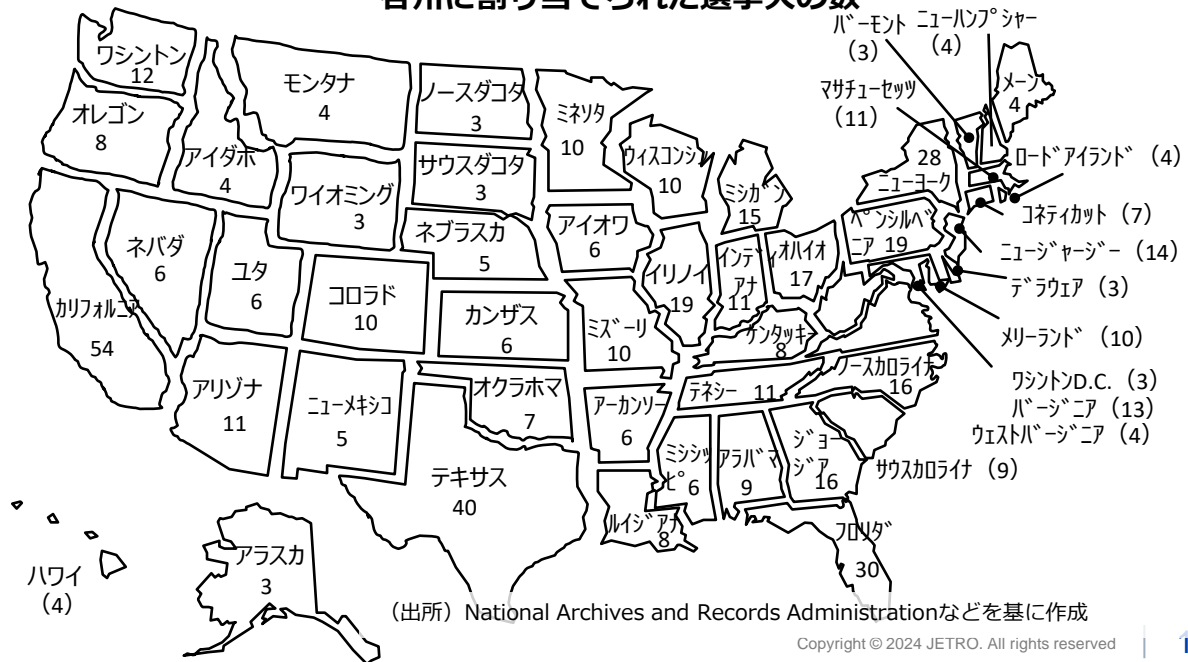 各州に割り当てられた選挙人の数
ワシントン
12
オレゴン
8
カリフォルニア
54
ネバダ
6
アイダホ
4
モンタナ
4
ワイオミング
3
ユタ
6
コロラド
10
アリゾナ
11
ニューメキシコ
5
ノースダコタ
3
サウスダコタ
3
ネブラスカ
5
カンザス
6
オクラホマ
7
テキサス
40
ミネソタ
10
アイオワ
6
ミズーリ
10
アーカンソー
6
ルイジアナ
8
ウィスコンシ
10
イリノイ
19
ミシガン
15
インディ
アナ
11
オハイオ
17
ケンタッキー
8
テネシー 11
ミシシッ
ピ 6
アラバマ
9
ジョー
ジア
16
フロリダ
30
ノースカロライナ
16
サウスカロライナ (9)
28
ニューヨーク
ペンシルベ
ニア 19
バーモント
(3)
ニューハンプシャー
(4)
マサチューセッツ
(11)
メーン
4
ロードアイランド (4)
コネティカット (7)
ニュージャージー (14)
デラウェア (3)
メリーランド (10)
ワシントンD.C. (3)
バージニア (13)
ウェストバージニア (4)
ハワイ
(4)
アラスカ
3
(出所)National Archives and Records Administrationなどを基に作成
Copyright © 2024 JETRO. All rights reserved